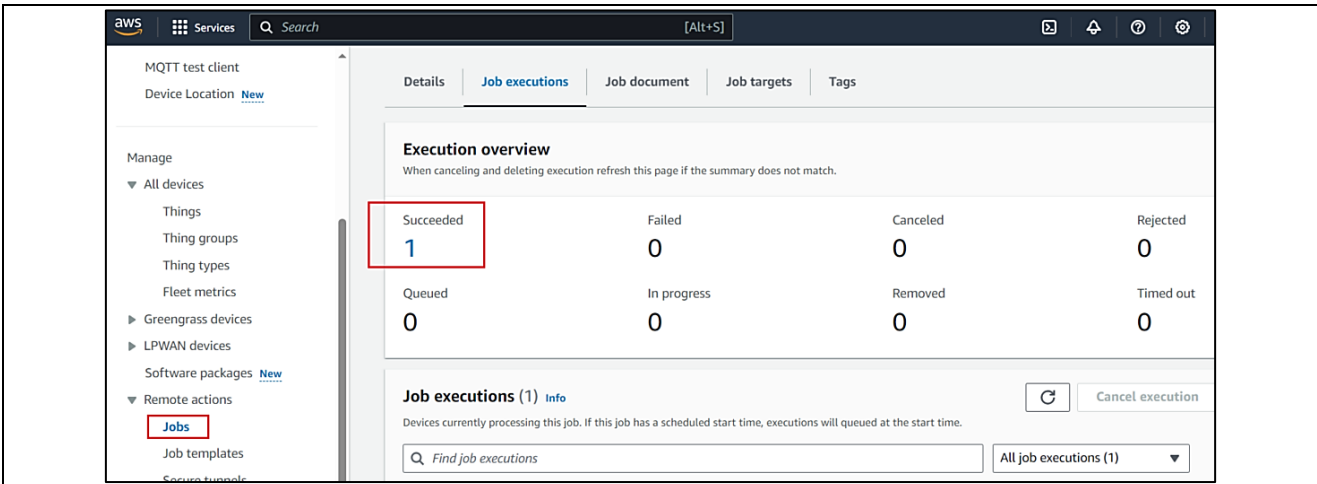 aws Services Search [Alt+S]
MQTT test client
Device Location New
Manage
All devices
Things
Thing groups
Thing types
Fleet metrics
Greengrass devices
LPWAN devices
Software packages New
Remote actions
Jobs
Job templates
Secure tunnels
Details Job executions Job document Job targets Tags
Execution overview
When canceling and deleting execution refresh this page if the summary does not match.
Succeeded Failed Canceled Rejected
1 0 0 0
Queued In progress Removed Timed out
0 0 0 0
Job executions (1) Info
Cancel execution
Devices currently processing this job. If this job has a scheduled start time, executions will queued at the start time.
Find job executions All job executions (1)